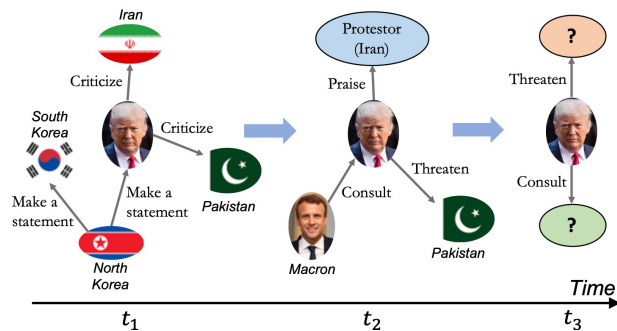 Iran
Criticize
South
Korea
Criticize
Make a
statement
Make a
statement
Pakistan
North
Korea
Protestor
(Iran)
Praise
Threaten
Consult
Macron
Pakistan
?
Threaten
Consult
?
Time
t₁
t₂
t₃